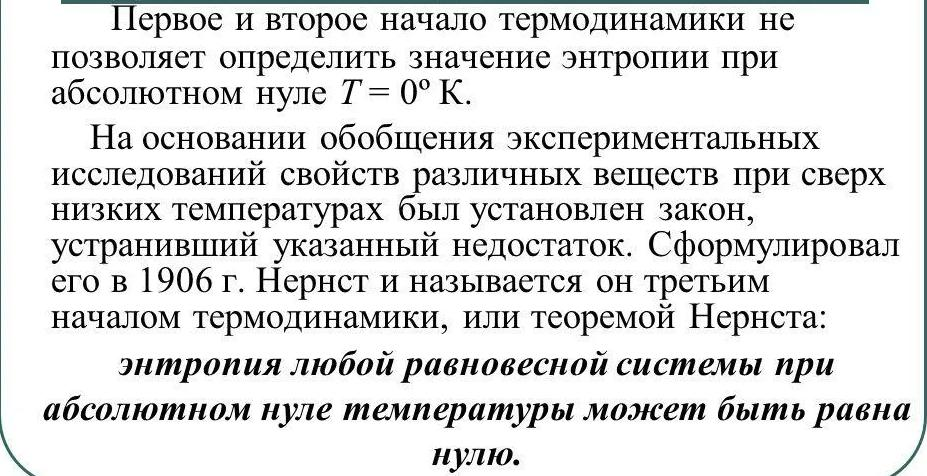 Первое и второе начало термодинамики не
позволяет определить значение энтропии при
абсолютном нуле T = 0º К.
На основании обобщения экспериментальных
исследований свойств различных веществ при сверх
низких температурах был установлен закон,
устранивший указанный недостаток. Сформулировал
его в 1906 г. Нернст и называется он третьим
началом термодинамики, или теоремой Нернста:
энтропия любой равновесной системы при
абсолютном нуле температуры может быть равна
нулю.